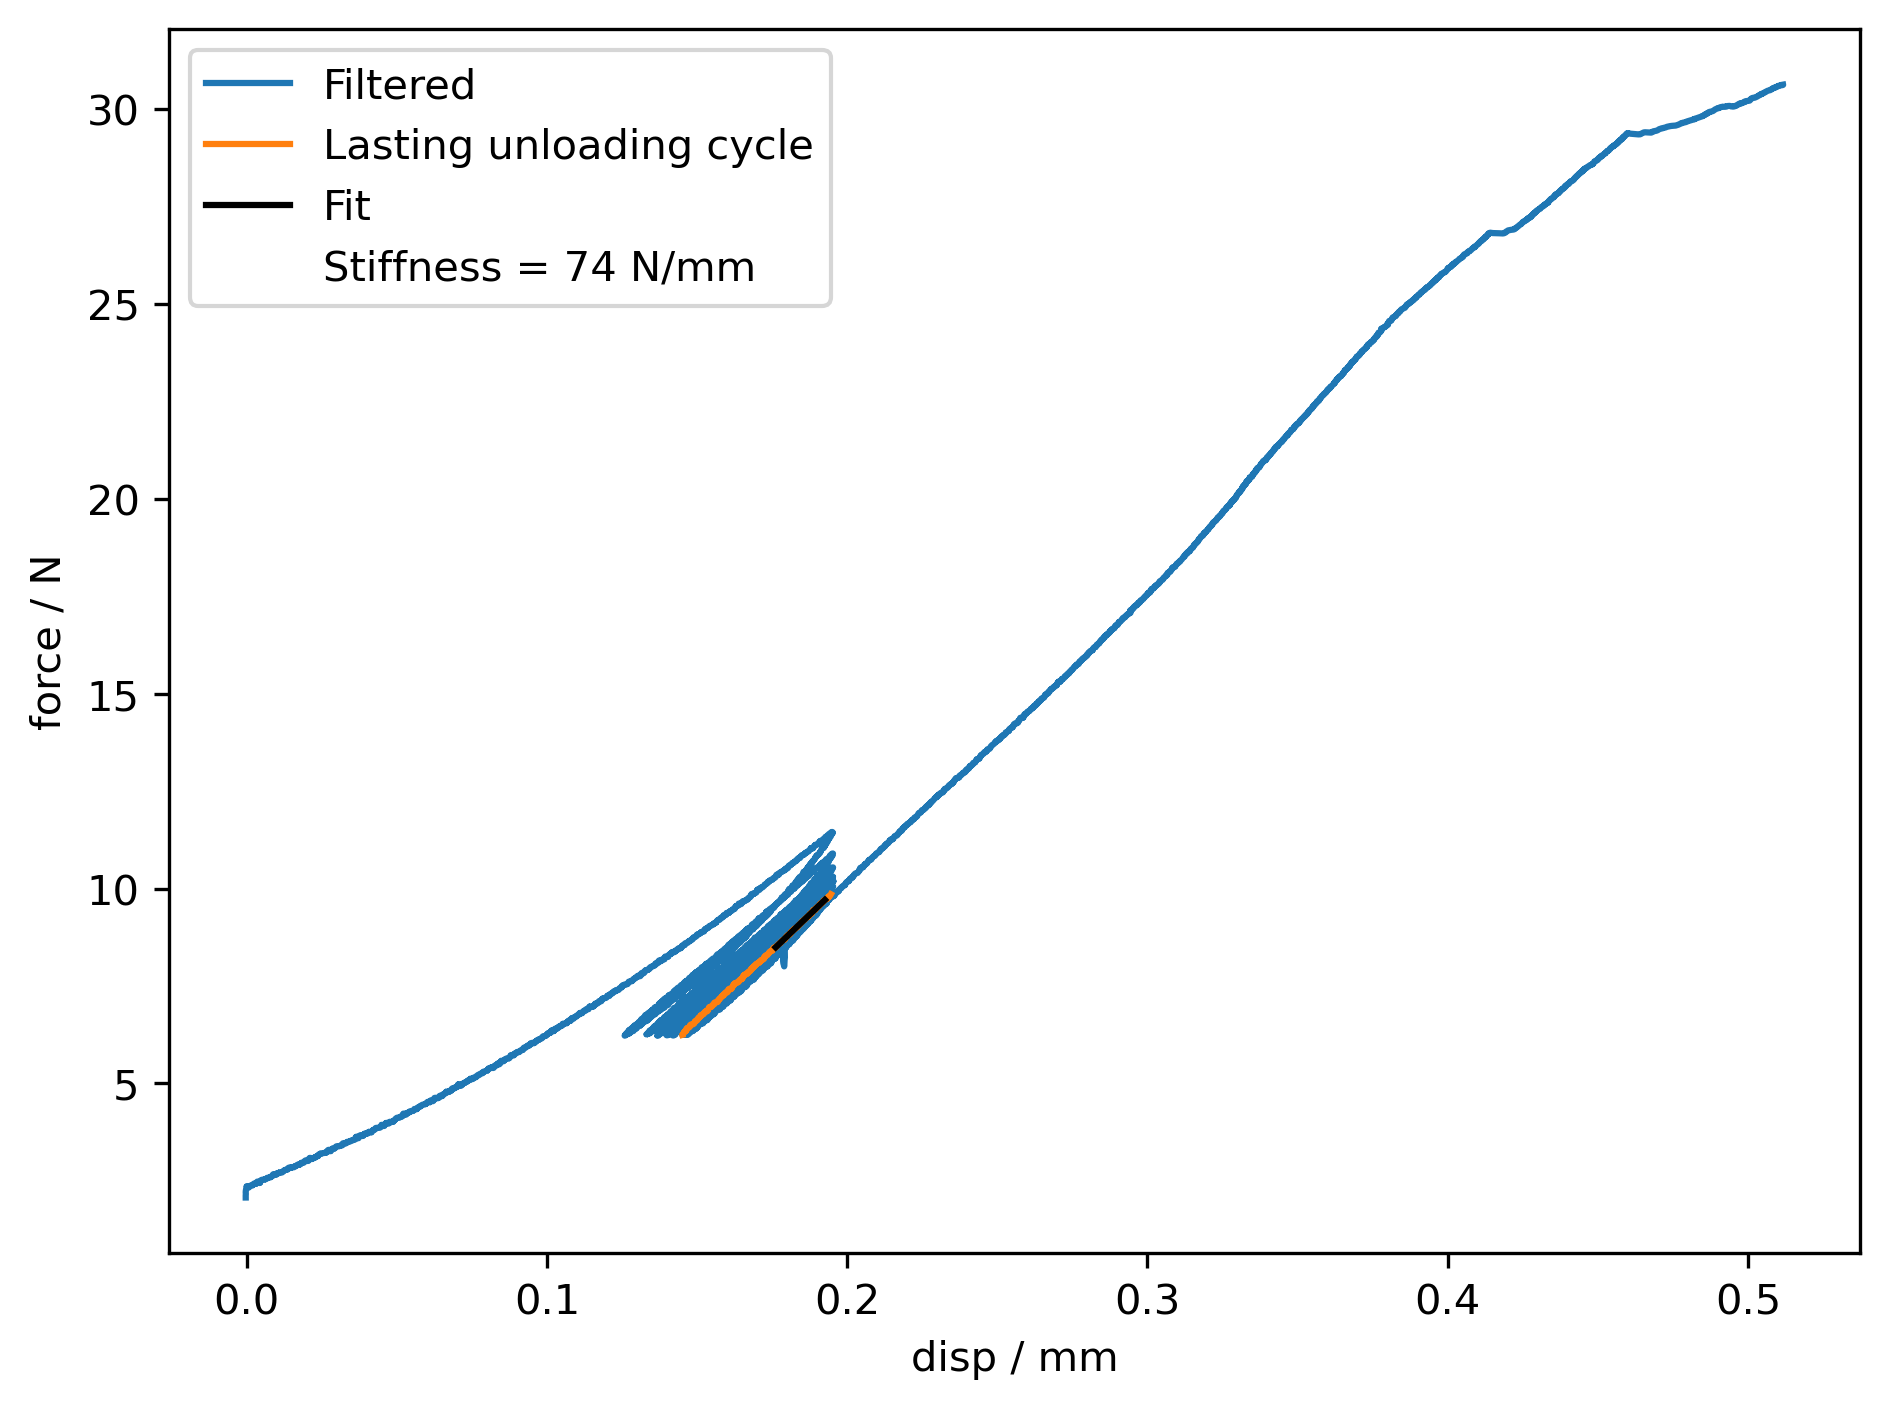 Filtered
Lasting unloading cycle
Fit
Stiffness = 74 N/mm
30
25
20
15
10
5
force / N
0.0 0.1 0.2 0.3 0.4 0.5
disp / mm